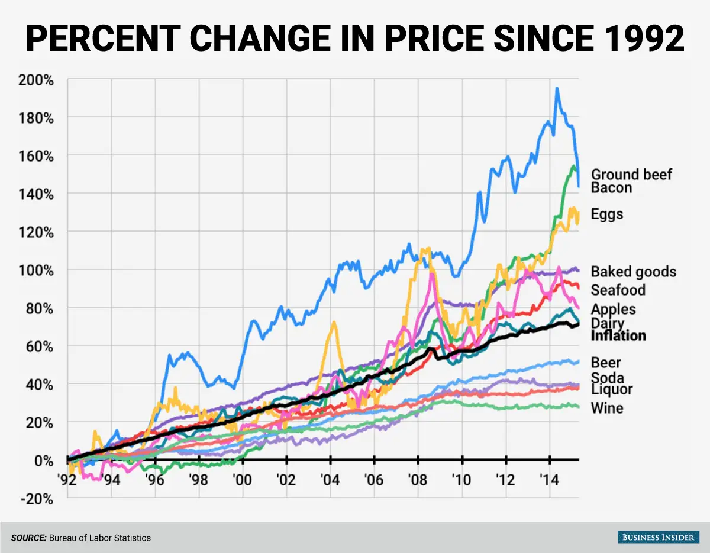 PERCENT CHANGE IN PRICE SINCE 1992
200%
180%
160%
140%
120%
100%
80%
60%
40%
20%
0%
-20%
Ground beef
Bacon
Eggs
Baked goods
Seafood
Apples
Dairy
Inflation
Beer
Soda
Liquor
Wine
'92 '94 '96 '98 '00 '02 '04 '06 '08 '10 '12 '14
SOURCE: Bureau of Labor Statistics
BUSINESS INSIDER